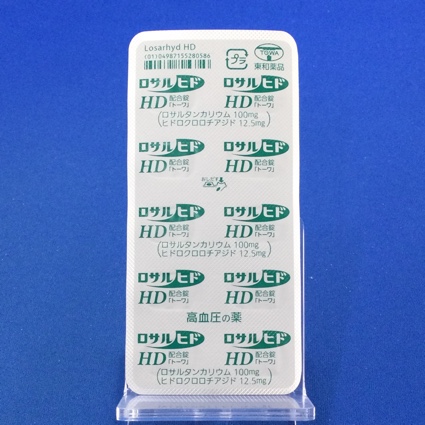 Losarhyd HD
(01)04987155280586
プラ
TOWA
東和薬品
ロサルヒド ロサルヒド
HD 配合錠「トーワ」 HD 配合錠「トーワ」
(ロサルタンカリウム 100mg
ヒドロクロロチアジド 12.5mg)
ロサルヒド ロサルヒド
HD 配合錠「トーワ」 HD 配合錠「トーワ」
おしだす
ロサルヒド ロサルヒド
HD 配合錠「トーワ」 HD 配合錠「トーワ」
(ロサルタンカリウム 100mg
ヒドロクロロチアジド 12.5mg)
ロサルヒド ロサルヒド
HD 配合錠「トーワ」 HD 配合錠「トーワ」
高血圧の薬
ロサルヒド ロサルヒド
HD 配合錠「トーワ」 HD 配合錠「トーワ」
(ロサルタンカリウム 100mg
ヒドロクロロチアジド 12.5mg)